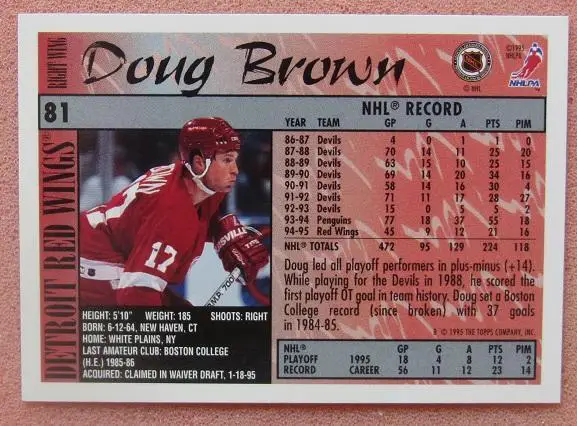 RIGHT WING
Doug Brown
© NHL
©1995
NHLPA
NHLPA
81
NHL® RECORD
YEAR TEAM GP G A PTS PIM
86-87 Devils 4 0 1 1 0
87-88 Devils 70 14 11 25 20
88-89 Devils 63 15 10 25 15
89-90 Devils 69 14 20 34 16
90-91 Devils 58 14 16 30 4
91-92 Devils 71 11 17 28 27
92-93 Devils 15 0 5 5 2
93-94 Penguins 77 18 37 55 18
94-95 Red Wings 45 9 12 21 16
NHL® TOTALS 472 95 129 224 118
DETROIT RED WINGS®
17
Doug led all playoff performers in plus-minus (+14).
While playing for the Devils in 1988, he scored the
first playoff OT goal in team history. Doug set a Boston
College record (since broken) with 37 goals
in 1984-85.
B © 1995 THE TOPPS COMPANY, INC.
HEIGHT: 5'10" WEIGHT: 185 SHOOTS: RIGHT
BORN: 6-12-64, NEW HAVEN, CT
HOME: WHITE PLAINS, NY
LAST AMATEUR CLUB: BOSTON COLLEGE
(H.E.) 1985-86
ACQUIRED: CLAIMED IN WAIVER DRAFT, 1-18-95
NHL® GP G A PTS PIM
PLAYOFF 1995 18 4 8 12 2
RECORD CAREER 56 11 12 23 14